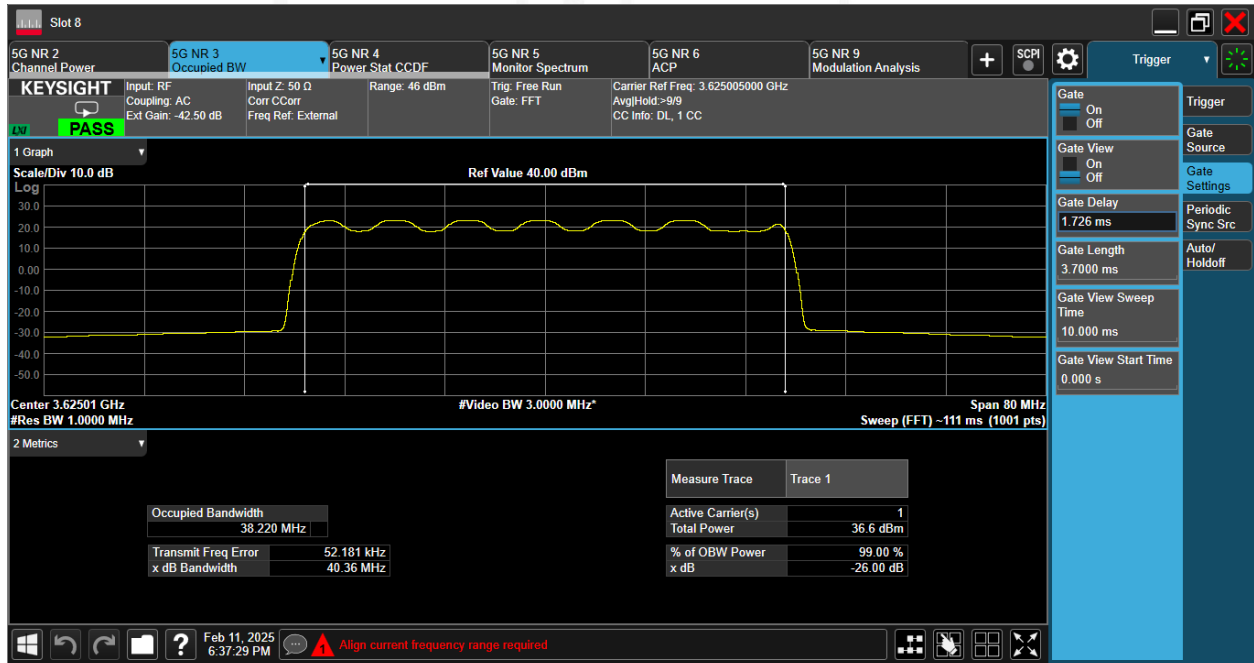 Slot 8
5G NR 2
Channel Power
5G NR 3
Occupied BW
5G NR 4
Power Stat CCDF
5G NR 5
Monitor Spectrum
5G NR 6
ACP
5G NR 9
Modulation Analysis
+
SCPI
Trigger
KEYSIGHT
LXI
PASS
Input: RF
Coupling: AC
Ext Gain: -42.50 dB
Input Z: 50 Ω
Corr CCorr
Freq Ref: External
Range: 46 dBm
Trig: Free Run
Gate: FFT
Carrier Ref Freq: 3.625005000 GHz
Avg|Hold:>9/9
CC Info: DL, 1 CC
1 Graph
Scale/Div 10.0 dB
Ref Value 40.00 dBm
Log
30.0
20.0
10.0
0.00
-10.0
-20.0
-30.0
-40.0
-50.0
Center 3.62501 GHz
#Video BW 3.0000 MHz*
Span 80 MHz
#Res BW 1.0000 MHz
Sweep (FFT) ~111 ms (1001 pts)
2 Metrics
Measure Trace Trace 1
Occupied Bandwidth
38.220 MHz
Active Carrier(s) 1
Total Power 36.6 dBm
Transmit Freq Error 52.181 kHz
x dB Bandwidth 40.36 MHz
% of OBW Power 99.00 %
x dB -26.00 dB
Gate
On
Off
Gate View
On
Off
Gate Delay
1.726 ms
Gate Length
3.7000 ms
Gate View Sweep
Time
10.000 ms
Gate View Start Time
0.000 s
Trigger
Gate
Source
Gate
Settings
Periodic
Sync Src
Auto/
Holdoff
?
Feb 11, 2025
6:37:29 PM
1
Align current frequency range required